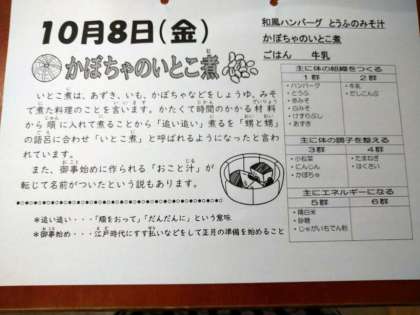 10月8日(金)
かぼちゃのいとこ煮
いとこ煮は、あずき、いも、かぼちゃなどをしょうゆ、みそ
で煮た料理のことを言います。かたくて時間のかかる材料
から順に入れて煮ることから「追い追い」煮るを「甥と甥」
の語呂に合わせ「いとこ煮」と呼ばれるようになったと言わ
れています。
また、御事始めに作られる「おこと汁」が
転じて名前がついたという説もあります。
*追い追い・・・「順をおって」「だんだんに」という意味
*御事始め・・・江戸時代にすす払いなどをして正月の準備を始めること
和風ハンバーグ とうふのみそ汁
かぼちゃのいとこ煮
ごはん 牛乳
主に体の組織をつくる
1群 2群
・ハンバーグ ・牛乳
・とうふ ・だしこんぶ
・赤みそ
・白みそ
・けずりぶし
・あずき
主に体の調子を整える
3群 4群
・小松菜 ・たまねぎ
・にんじん ・はくさい
・かぼちゃ
主にエネルギーになる
5群 6群
・精白米
・砂糖
・じゃがいもでん粉